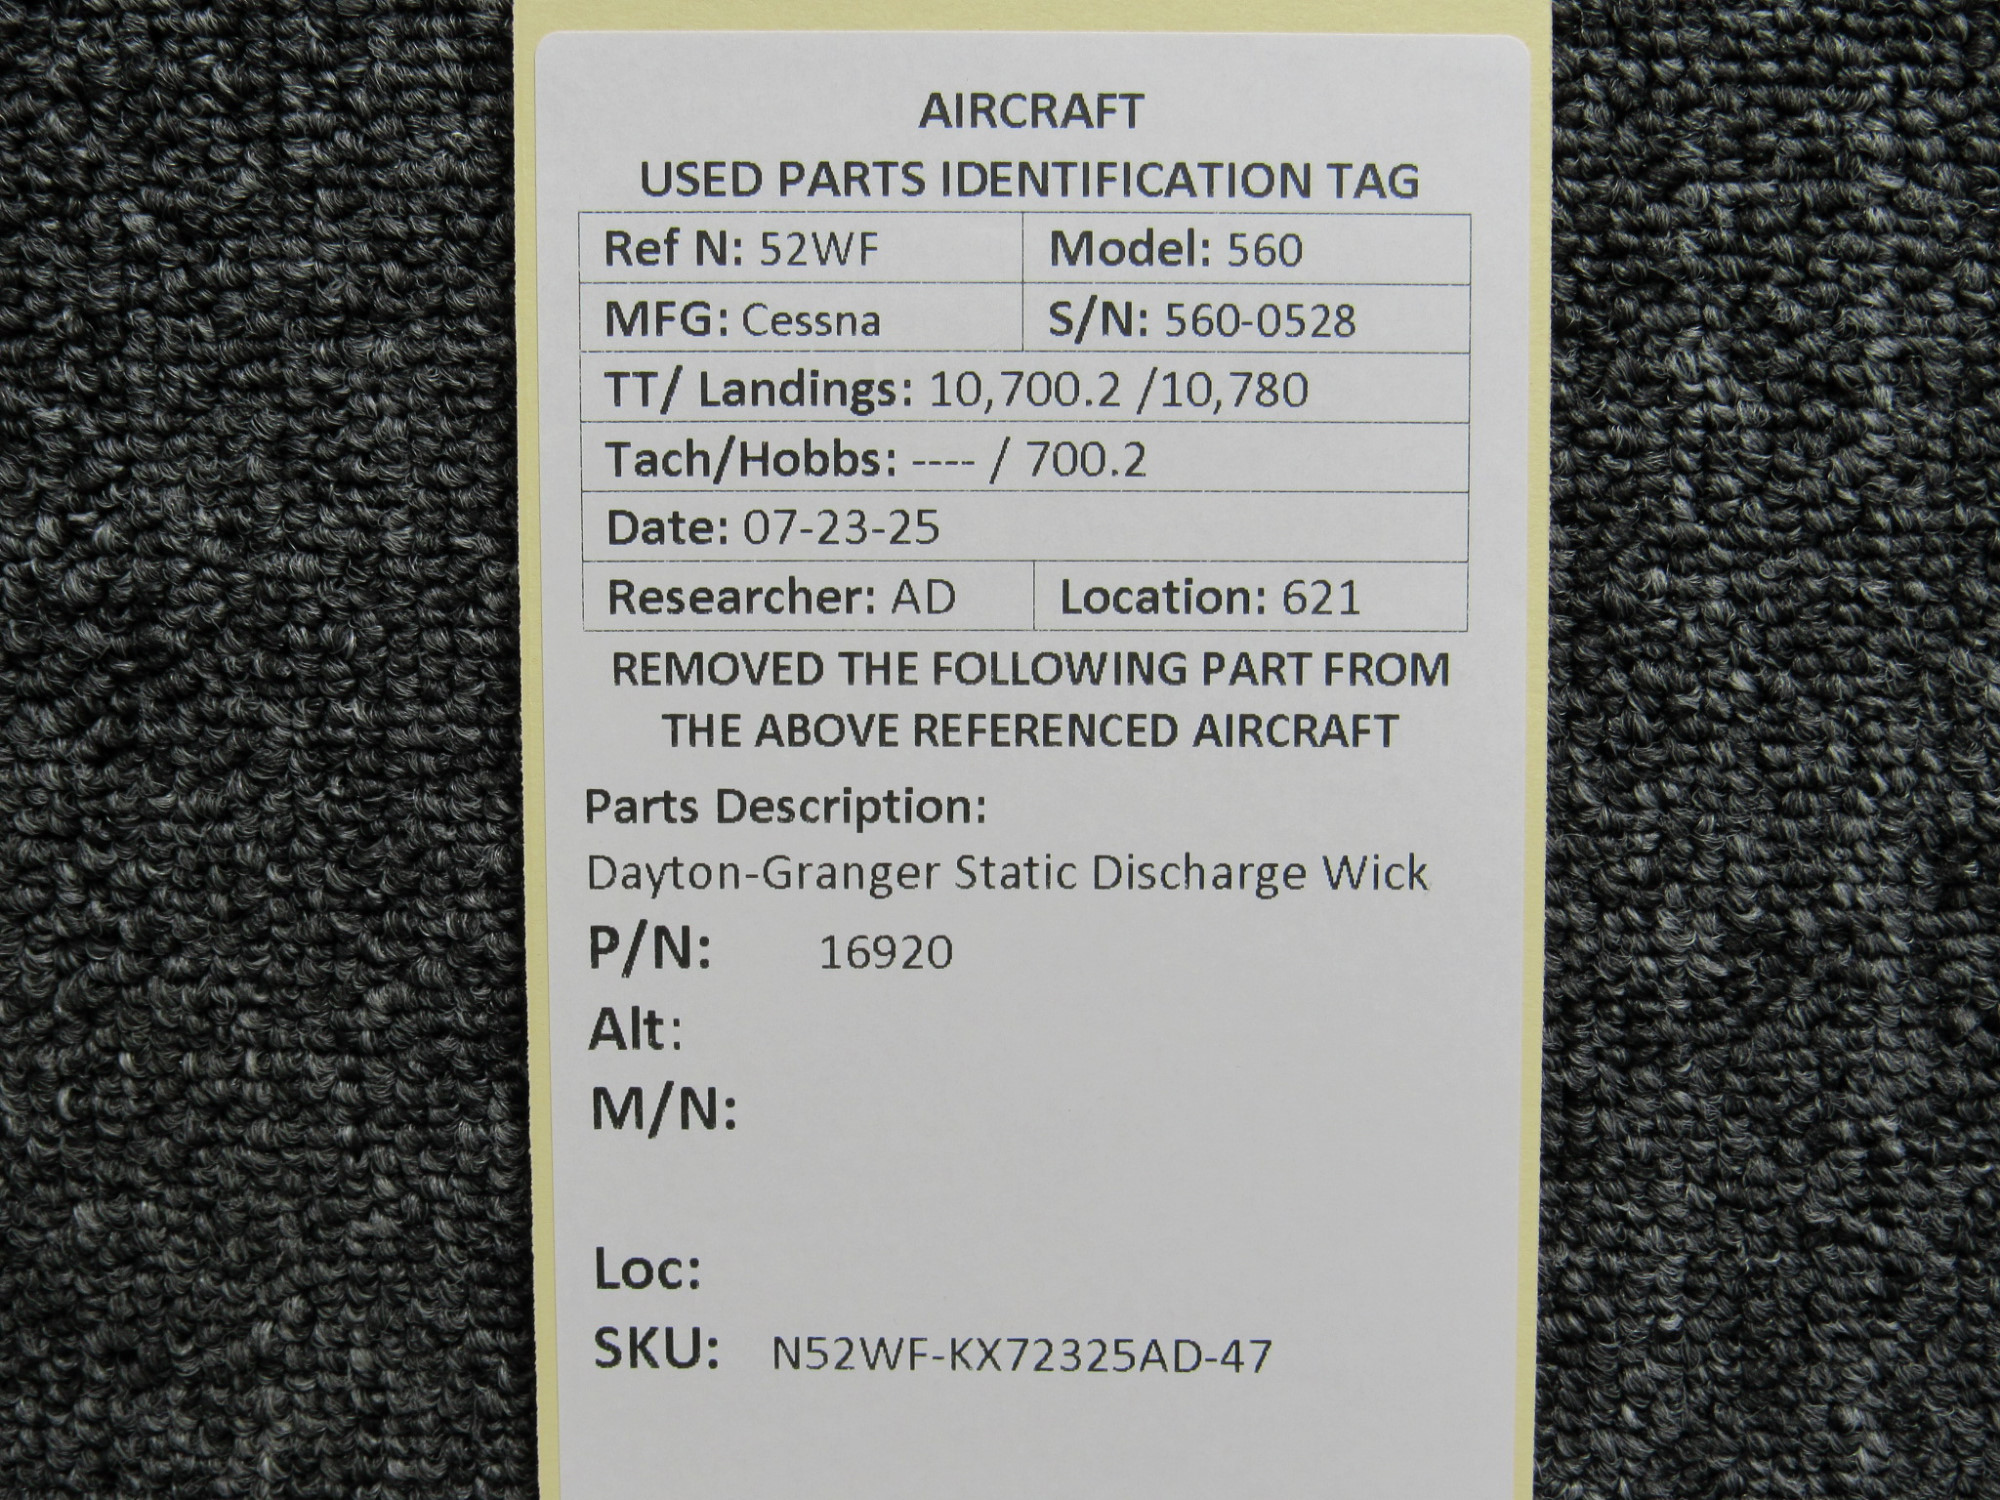 AIRCRAFT
USED PARTS IDENTIFICATION TAG
Ref N: 52WF Model: 560
MFG: Cessna S/N: 560-0528
TT/ Landings: 10,700.2 /10,780
Tach/Hobbs: ---- / 700.2
Date: 07-23-25
Researcher: AD Location: 621
REMOVED THE FOLLOWING PART FROM
THE ABOVE REFERENCED AIRCRAFT
Parts Description:
Dayton-Granger Static Discharge Wick
P/N: 16920
Alt:
M/N:
Loc:
SKU: N52WF-KX72325AD-47